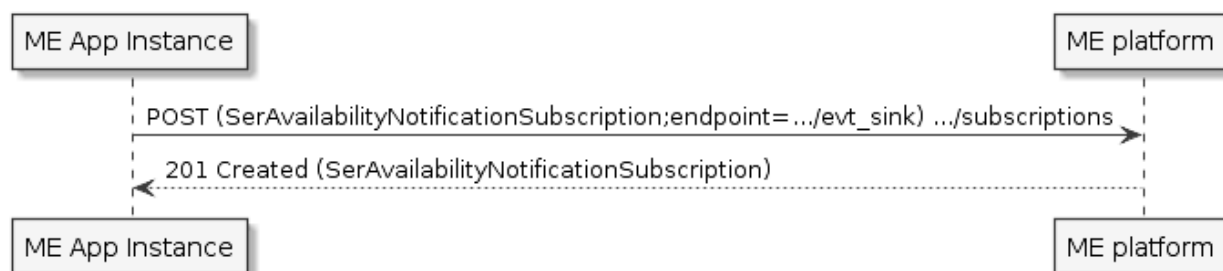 ME App Instance
ME platform
POST (SerAvailabilityNotificationSubscription;endpoint=.../evt_sink) .../subscriptions
201 Created (SerAvailabilityNotificationSubscription)
ME App Instance
ME platform